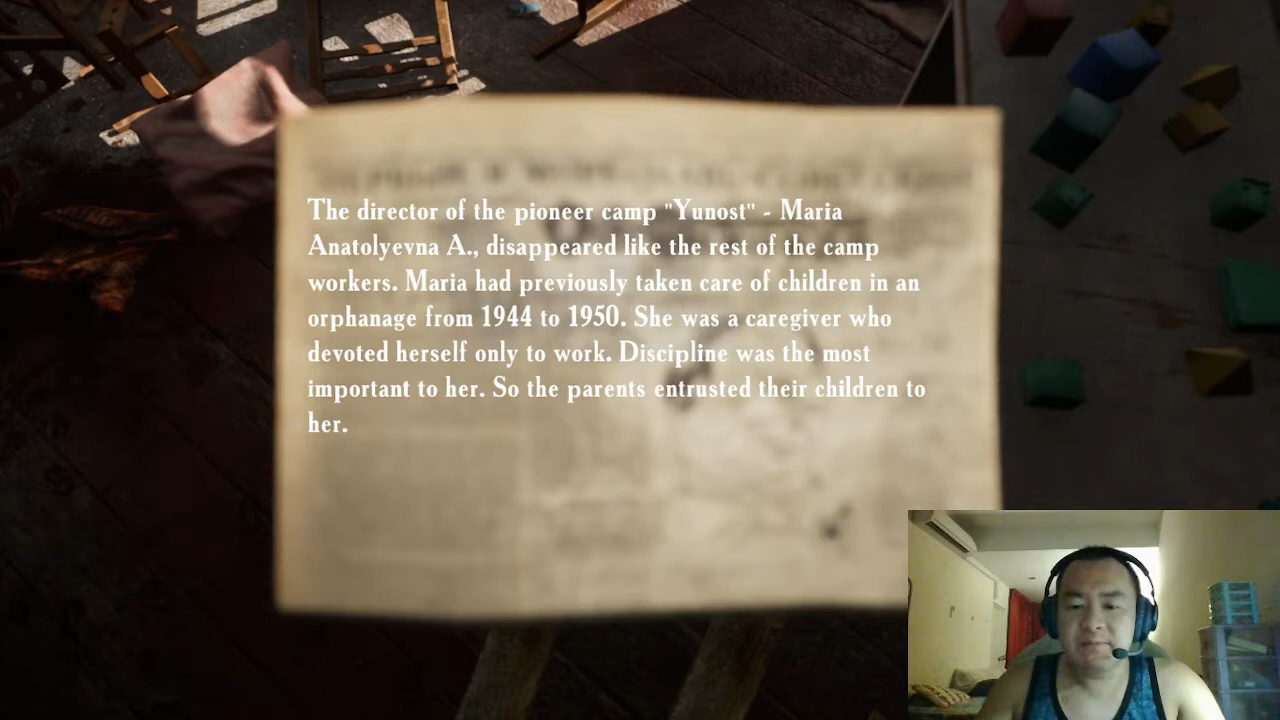 The director of the pioneer camp "Yunost" - Maria
Anatolyevna A., disappeared like the rest of the camp
workers. Maria had previously taken care of children in an
orphanage from 1944 to 1950. She was a caregiver who
devoted herself only to work. Discipline was the most
important to her. So the parents entrusted their children to
her.